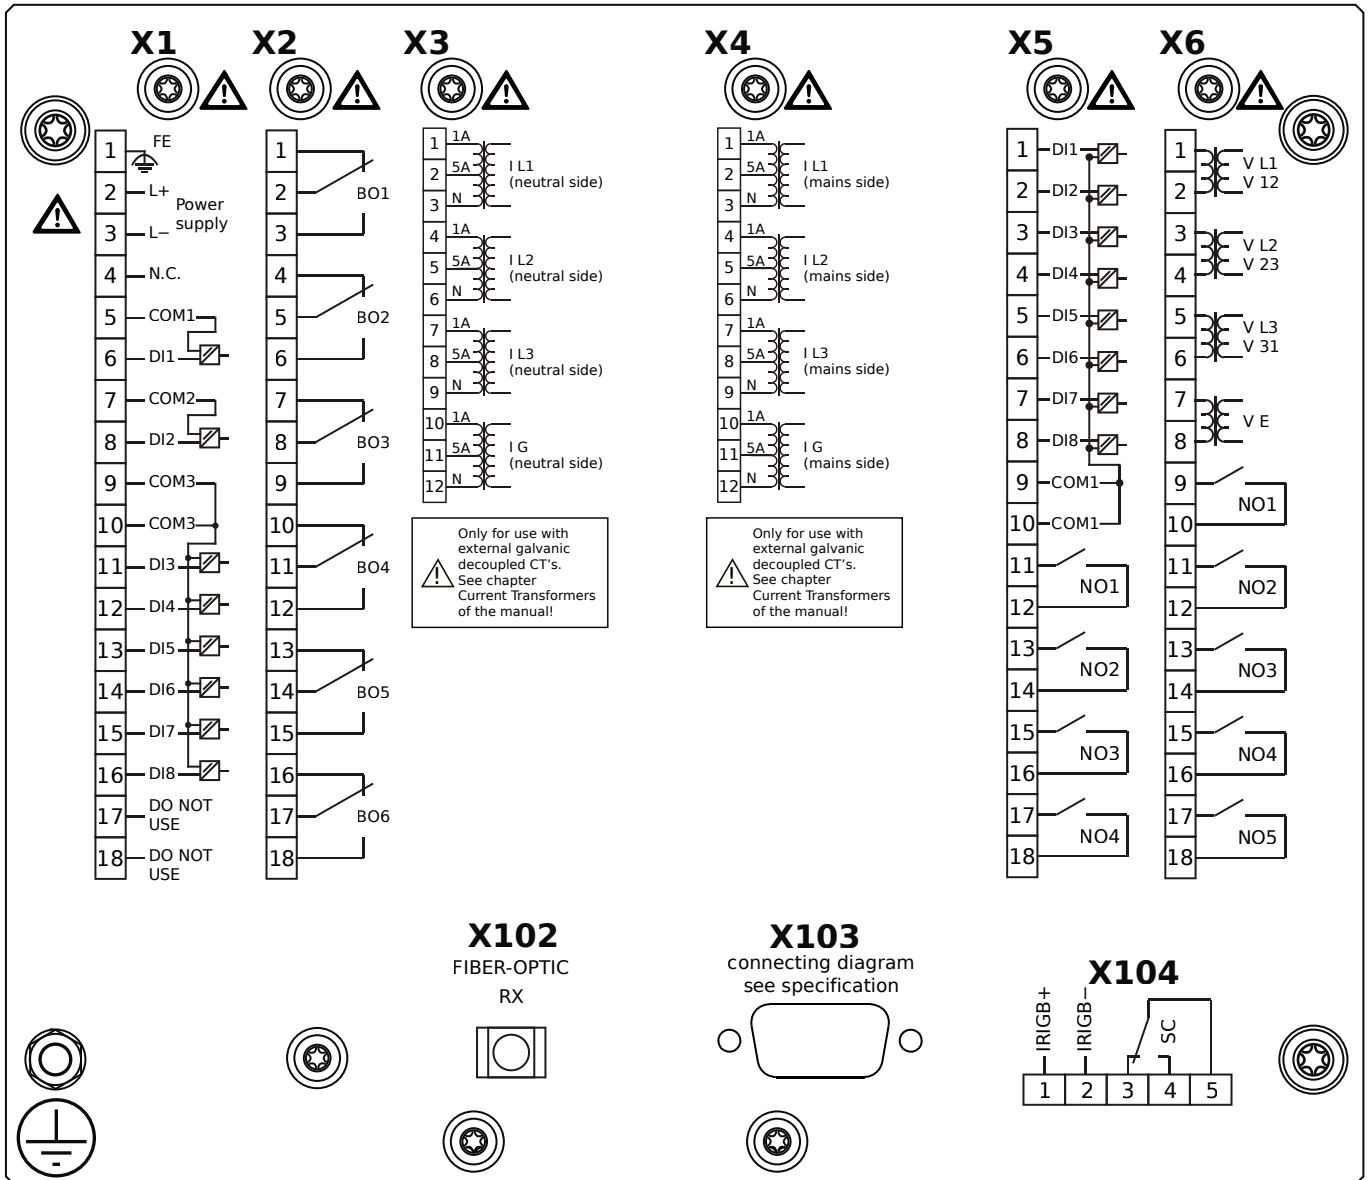 X1
X2
X3
X4
X5
X6
1 FE
2 L+
Power
supply
3 L−
4 N.C.
5 COM1
6 DI1
7 COM2
8 DI2
9 COM3
10 COM3
11 DI3
12 DI4
13 DI5
14 DI6
15 DI7
16 DI8
17 DO NOT
USE
18 DO NOT
USE
1
2 BO1
3
4
5 BO2
6
7
8 BO3
9
10
11 BO4
12
13
14 BO5
15
16
17 BO6
18
1 1A
2 5A I L1
(neutral side)
3 N
4 1A
5 5A I L2
(neutral side)
6 N
7 1A
8 5A I L3
(neutral side)
9 N
10 1A
11 5A I G
(neutral side)
12 N
Only for use with
external galvanic
decoupled CT’s.
See chapter
Current Transformers
of the manual!
1 1A
2 5A I L1
(mains side)
3 N
4 1A
5 5A I L2
(mains side)
6 N
7 1A
8 5A I L3
(mains side)
9 N
10 1A
11 5A I G
(mains side)
12 N
Only for use with
external galvanic
decoupled CT’s.
See chapter
Current Transformers
of the manual!
1 DI1
2 DI2
3 DI3
4 DI4
5 DI5
6 DI6
7 DI7
8 DI8
9 COM1
10 COM1
11
NO1
12
13
NO2
14
15
NO3
16
17
NO4
18
1 V L1
2 V 12
3 V L2
4 V 23
5 V L3
6 V 31
7
V E
8
9
NO1
10
11
NO2
12
13
NO3
14
15
NO4
16
17
NO5
18
X102
FIBER-OPTIC
RX
X103
connecting diagram
see specification
X104
IRIGB+
IRIGB−
SC
1 2 3 4 5